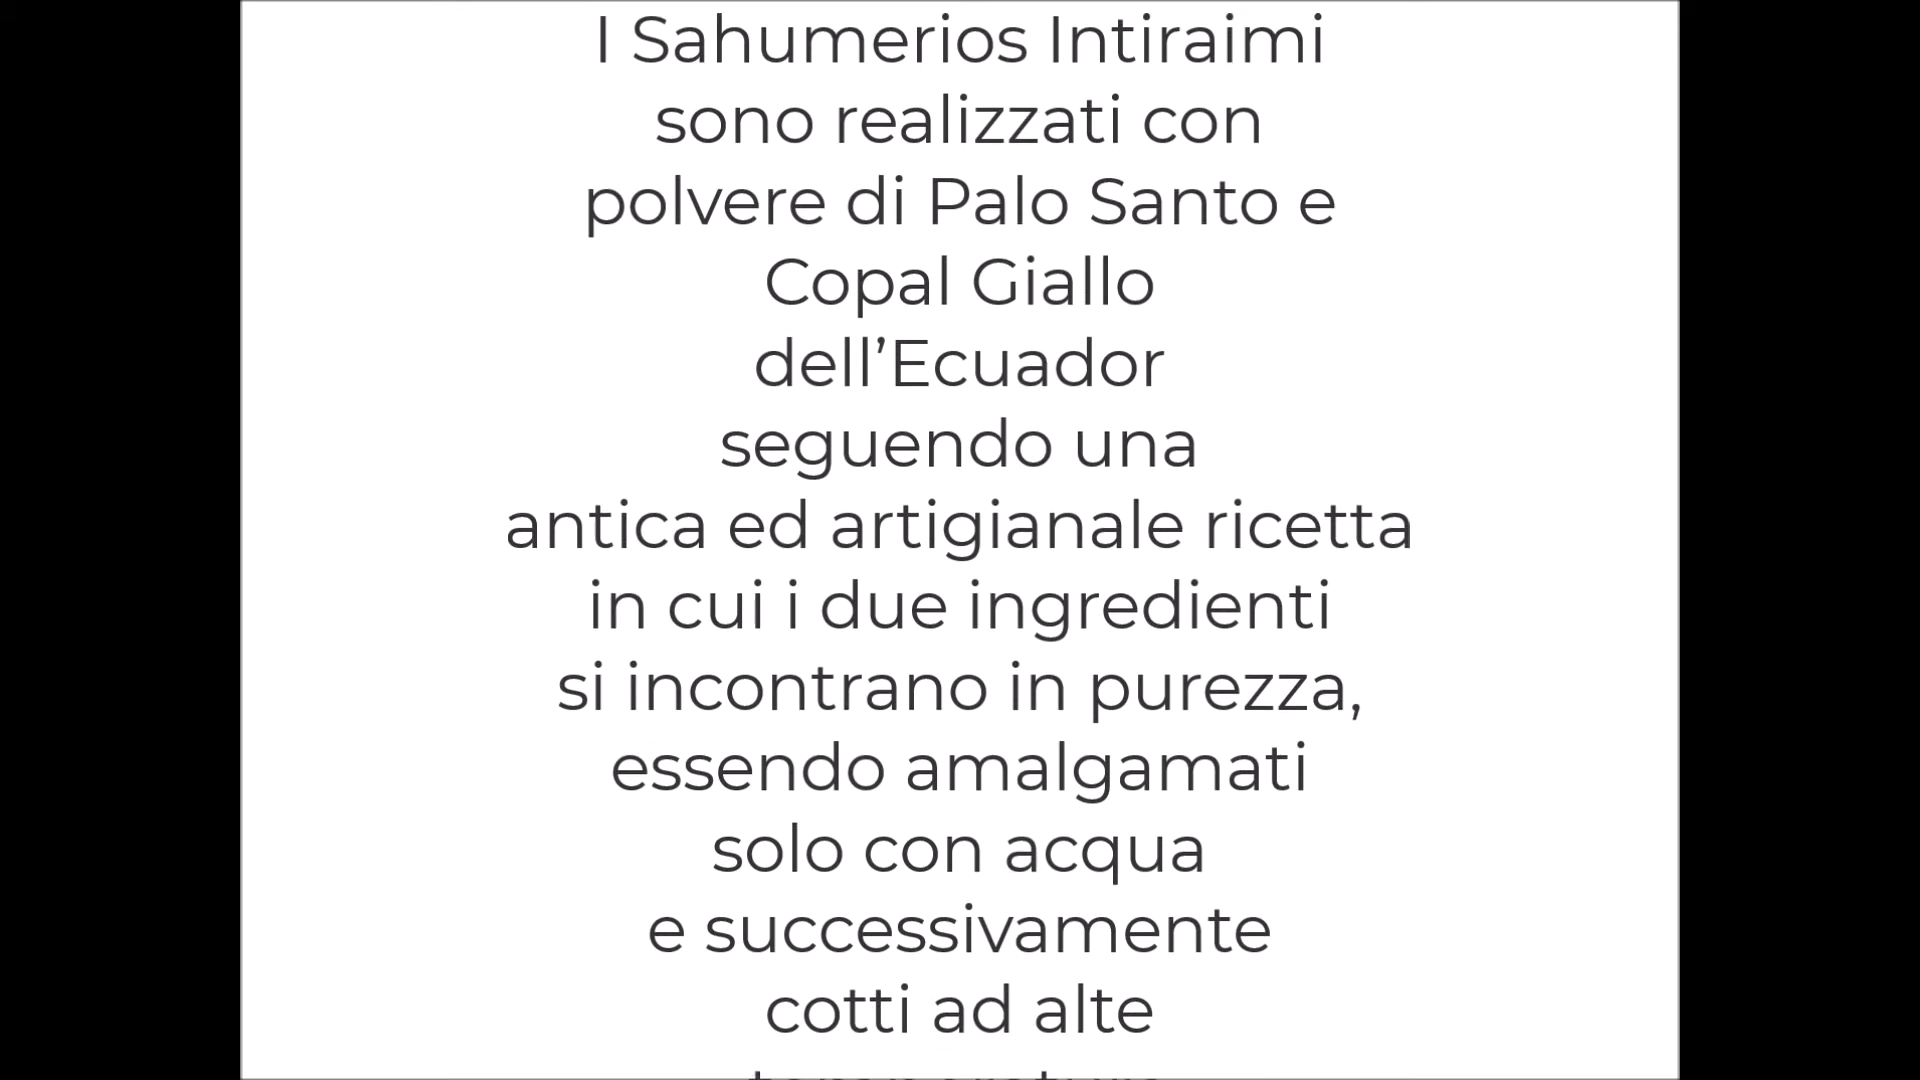 I Sahumerios Intiraimi
sono realizzati con
polvere di Palo Santo e
Copal Giallo
dell’Ecuador
seguendo una
antica ed artigianale ricetta
in cui i due ingredienti
si incontrano in purezza,
essendo amalgamati
solo con acqua
e successivamente
cotti ad alte